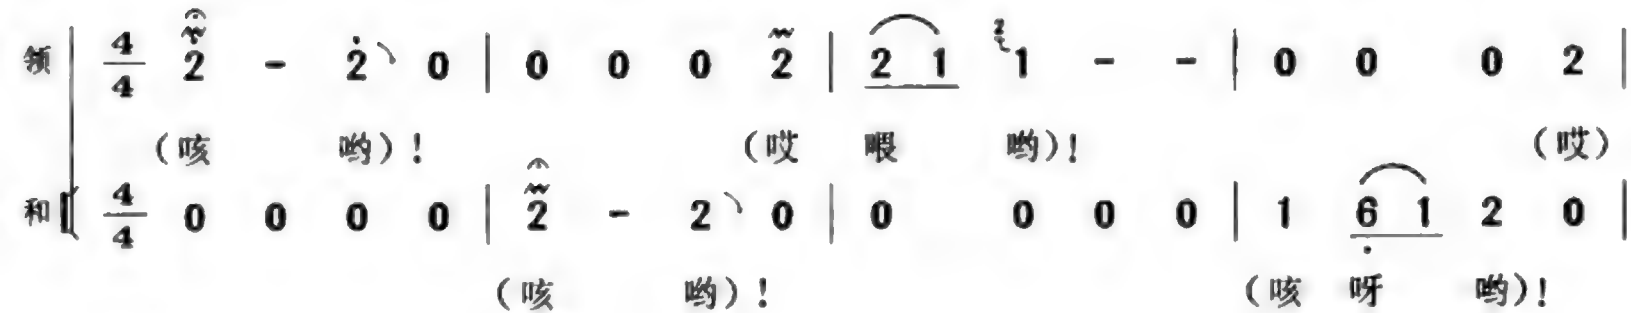 领 4/4 2 - 2 0 | 0 0 0 2 | 2 1 2 1 - - | 0 0 0 2 |
(咳 哟)! (哎 喂 哟)! (哎)
和 4/4 0 0 0 0 | 2 - 2 0 | 0 0 0 0 | 1 6 1 2 0 |
(咳 哟)! (咳 呀 哟)!